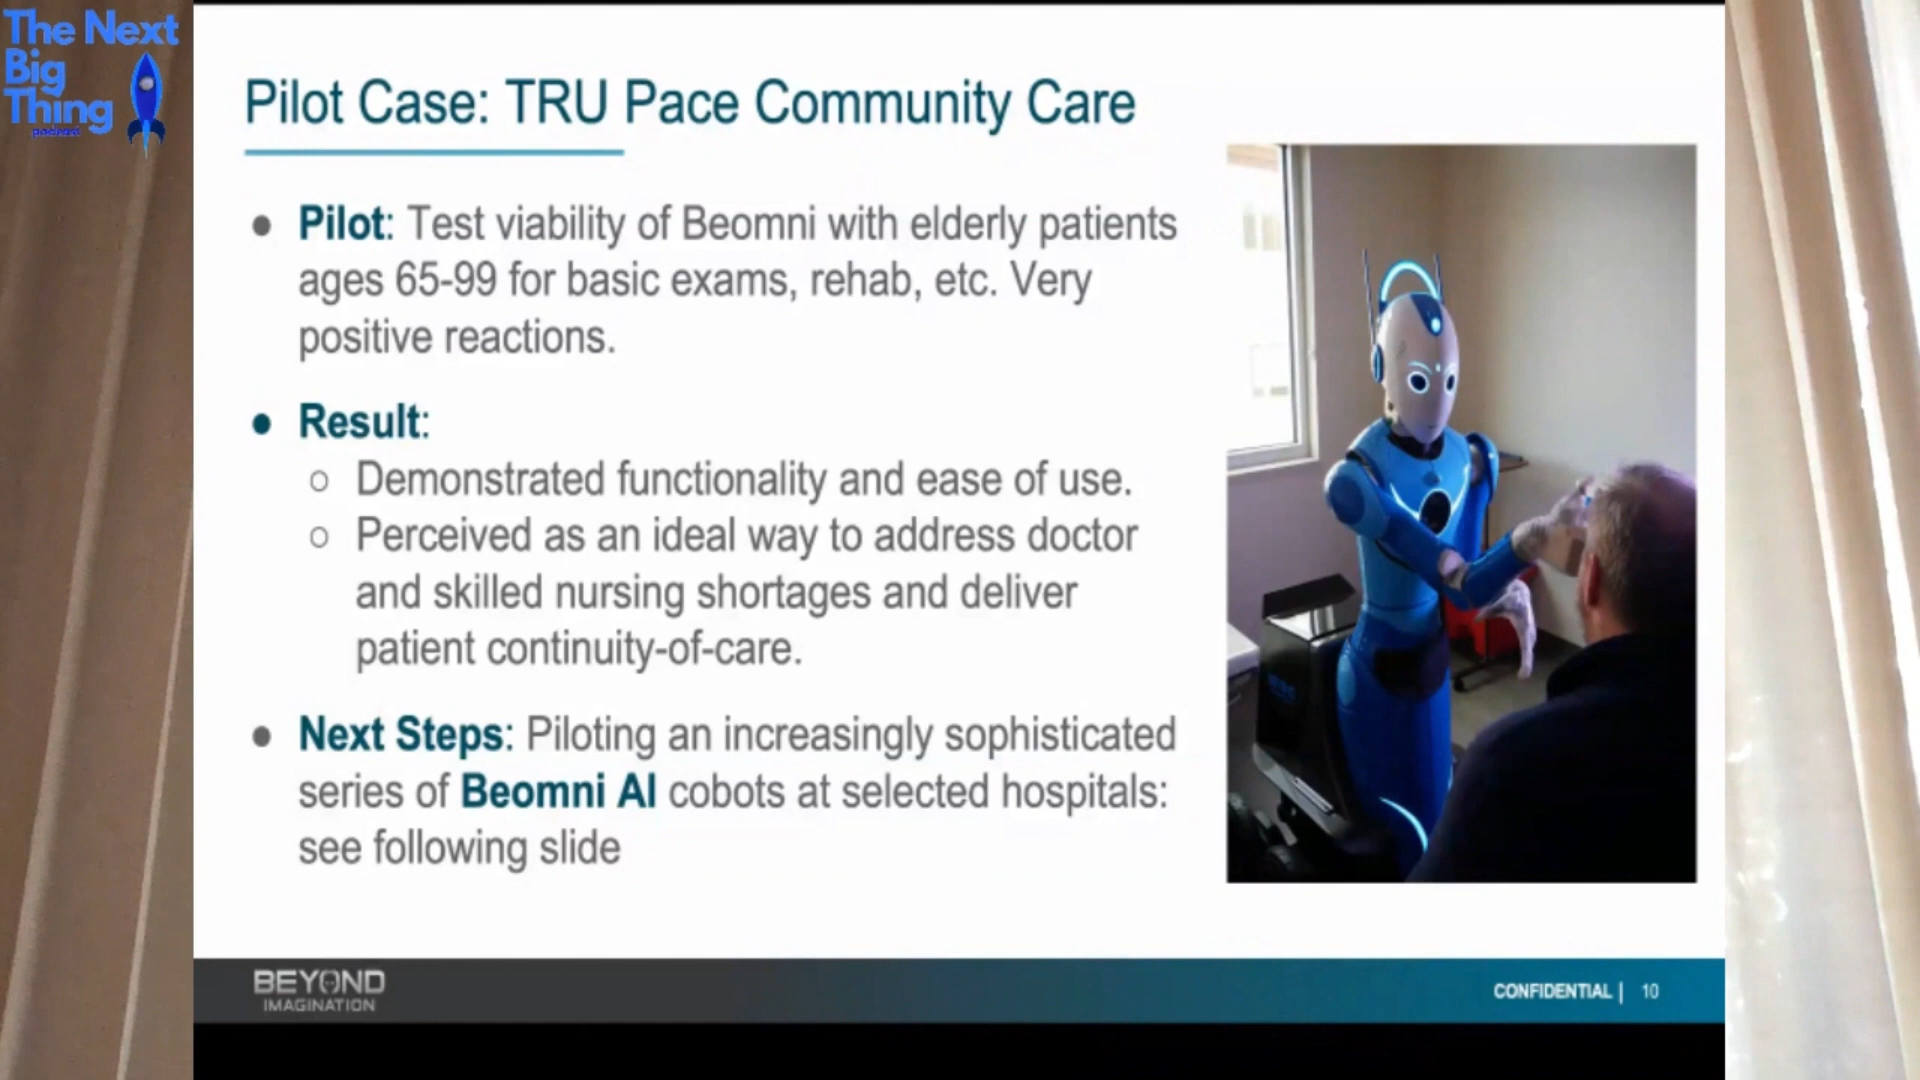 The Next
Big
Thing
podcast
Pilot Case: TRU Pace Community Care
● Pilot: Test viability of Beomni with elderly patients
ages 65-99 for basic exams, rehab, etc. Very
positive reactions.
● Result:
○ Demonstrated functionality and ease of use.
○ Perceived as an ideal way to address doctor
and skilled nursing shortages and deliver
patient continuity-of-care.
● Next Steps: Piloting an increasingly sophisticated
series of Beomni AI cobots at selected hospitals:
see following slide
BEYOND
IMAGINATION
CONFIDENTIAL | 10